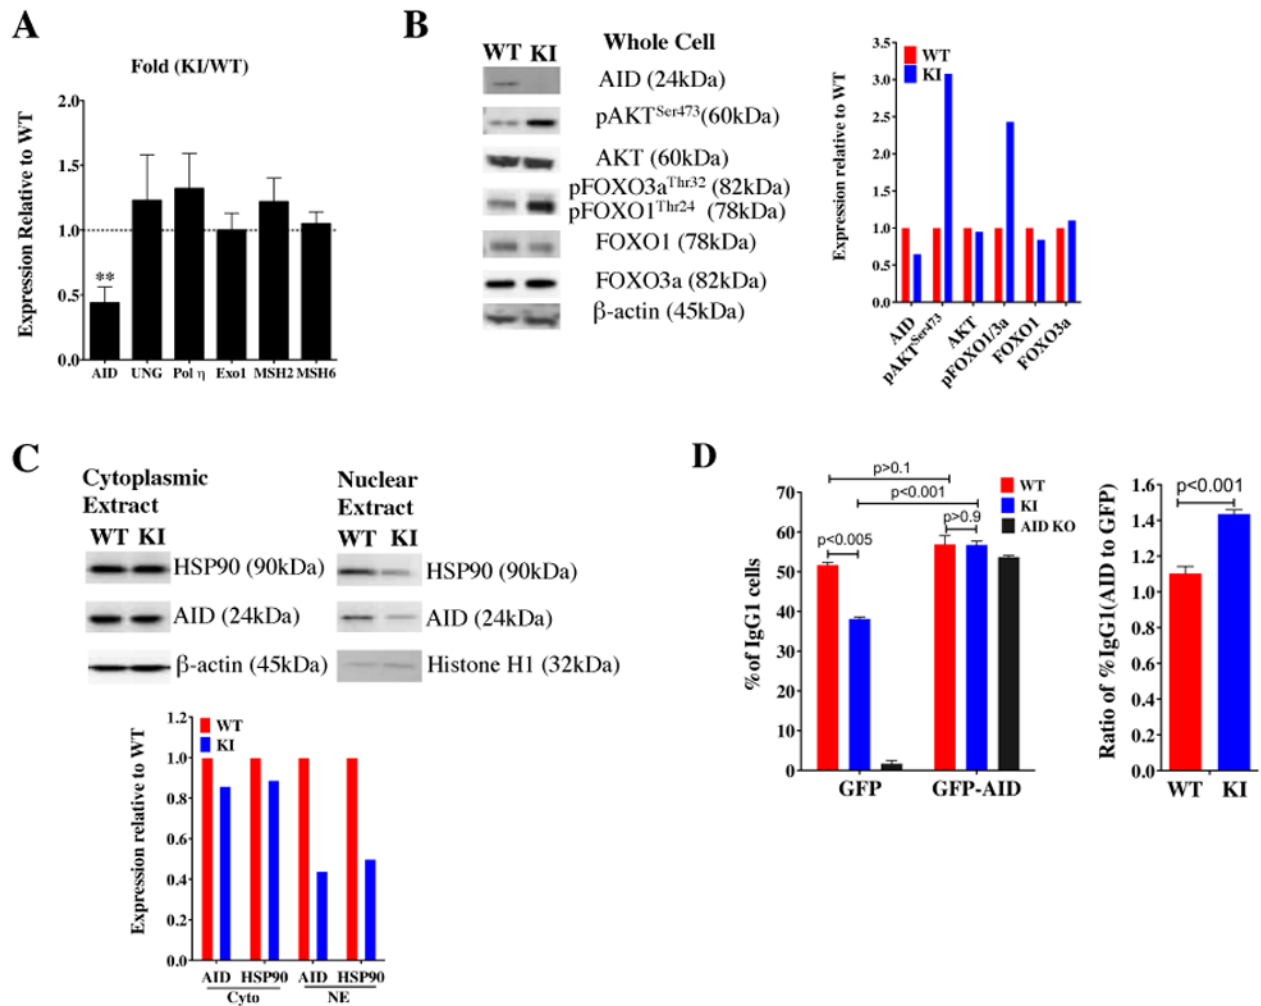 A
Fold (KI/WT)
Expression Relative to WT
2.0
1.5
1.0
0.5
0.0
**
AID UNG Pol η Exo1 MSH2 MSH6
B
WT KI
Whole Cell
AID (24kDa)
pAKTSer473(60kDa)
AKT (60kDa)
pFOXO3aThr32 (82kDa)
pFOXO1Thr24 (78kDa)
FOXO1 (78kDa)
FOXO3a (82kDa)
β-actin (45kDa)
Expression relative to WT
3.5
3.0
2.5
2.0
1.5
1.0
0.5
0.0
WT
KI
AID
pAKTSer473
AKT
pFOXO1/3a
FOXO1
FOXO3a
C
Cytoplasmic
Extract
WT KI
HSP90 (90kDa)
AID (24kDa)
β-actin (45kDa)
Nuclear
Extract
WT KI
HSP90 (90kDa)
AID (24kDa)
Histone H1 (32kDa)
Expression relative to WT
1.2
1.0
0.8
0.6
0.4
0.2
0.0
WT
KI
AID HSP90 AID HSP90
Cyto NE
D
%of IgG1 cells
70
60
50
40
30
20
10
0
p>0.1
p<0.001
p>0.9
p<0.005
WT
KI
AID KO
GFP GFP-AID
Ratio of %IgG1(AID to GFP)
1.6
1.4
1.2
1.0
0.8
0.6
0.4
0.2
0.0
p<0.001
WT KI